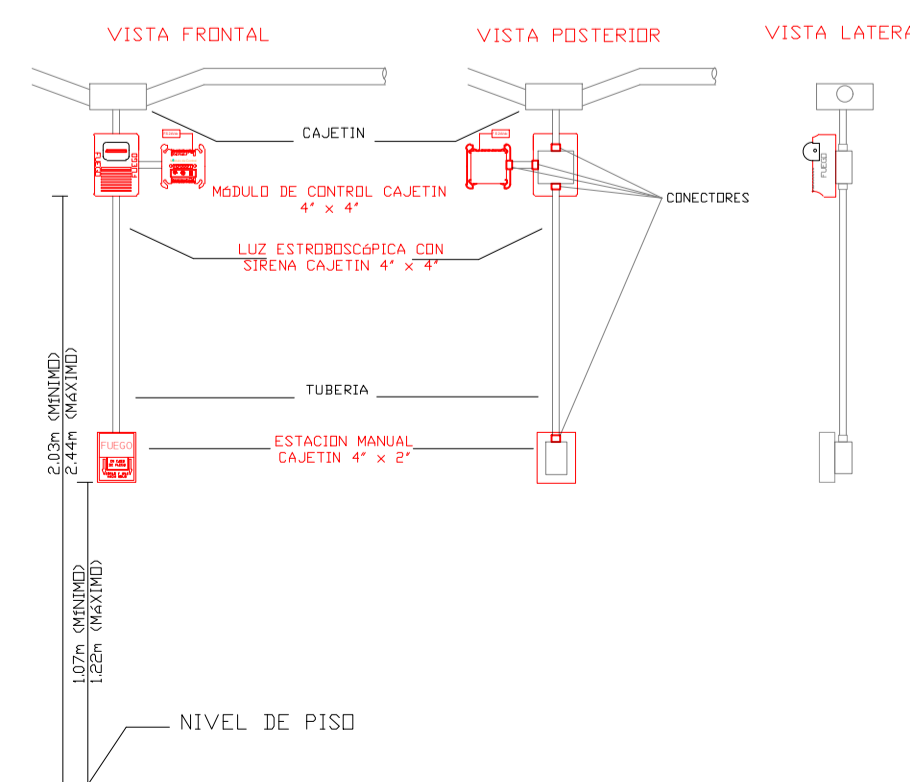 VISTA FRONTAL
VISTA POSTERIOR
VISTA LATERA
CAJETIN
MóDULO DE CONTROL CAJETIN
4" x 4"
CONECTORES
LUZ ESTROBOSCóPICA CON
SIRENA CAJETIN 4" x 4"
FUEGO
FUEGO
FUEGO
TUBERIA
ESTACION MANUAL
CAJETIN 4" x 2"
FUEGO
2.03m (MíNIMO)
2.44m (MÁXIMO)
1.07m (MíNIMO)
1.22m (MÁXIMO)
NIVEL DE PISO